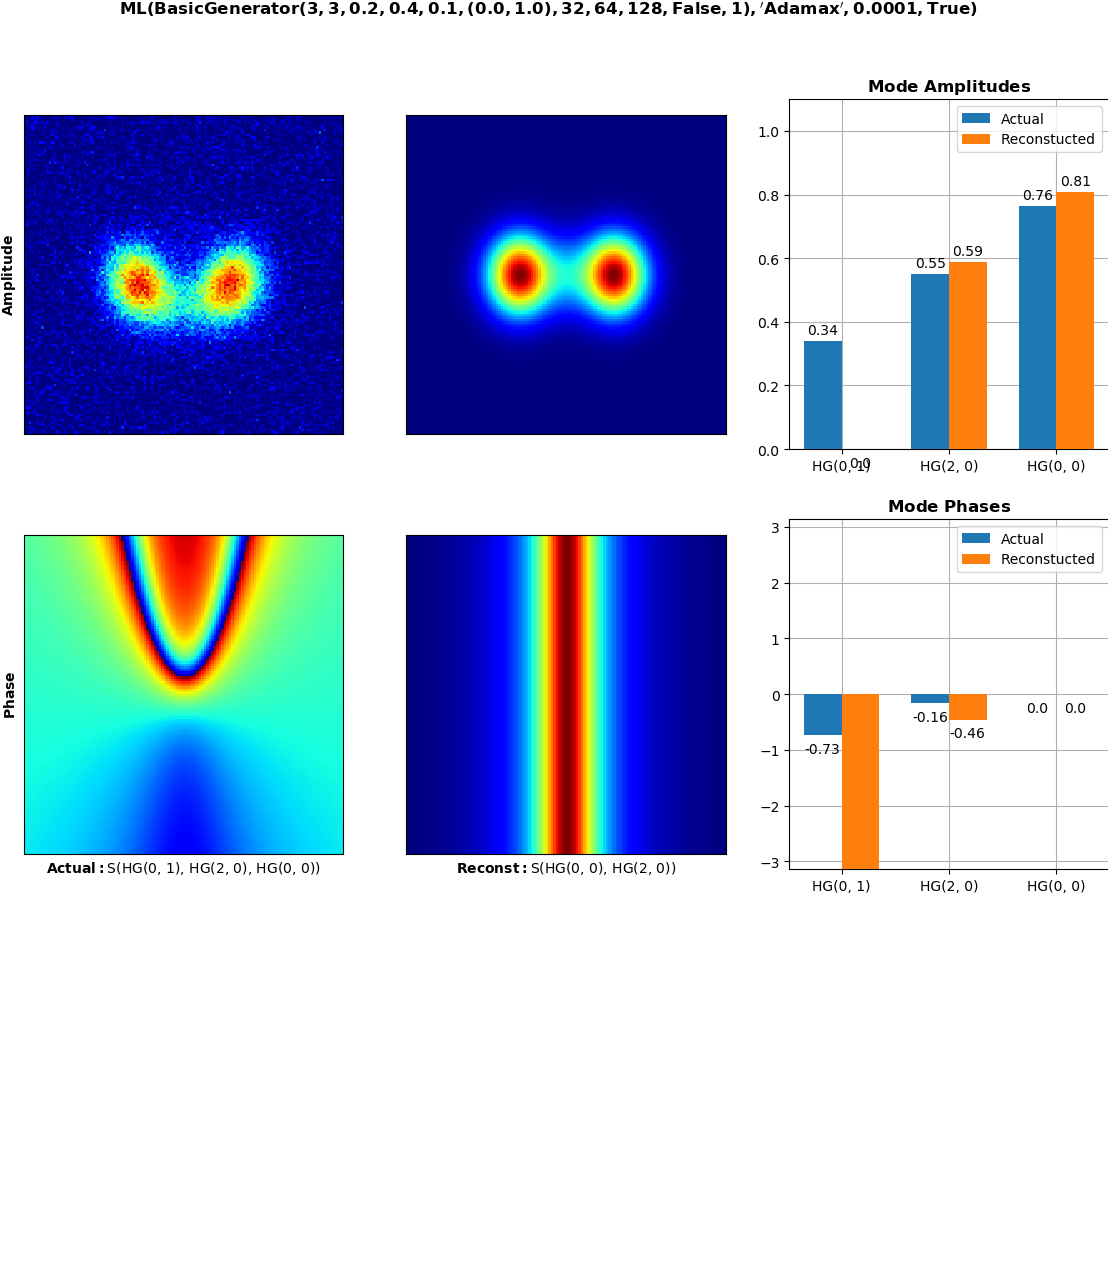 ML(BasicGenerator(3, 3, 0.2, 0.4, 0.1, (0.0, 1.0), 32, 64, 128, False, 1), ′Adamax′, 0.0001, True)
Amplitude
Mode Amplitudes
Actual
Reconstucted
1.0
0.8
0.6
0.4
0.2
0.0
0.34
0.0
0.55
0.59
0.76
0.81
HG(0, 1)
HG(2, 0)
HG(0, 0)
Phase
Actual: S(HG(0, 1), HG(2, 0), HG(0, 0))
Reconst: S(HG(0, 0), HG(2, 0))
Mode Phases
Actual
Reconstucted
3
2
1
0
−1
−2
−3
-0.73
-0.16
-0.46
0.0
0.0
HG(0, 1)
HG(2, 0)
HG(0, 0)